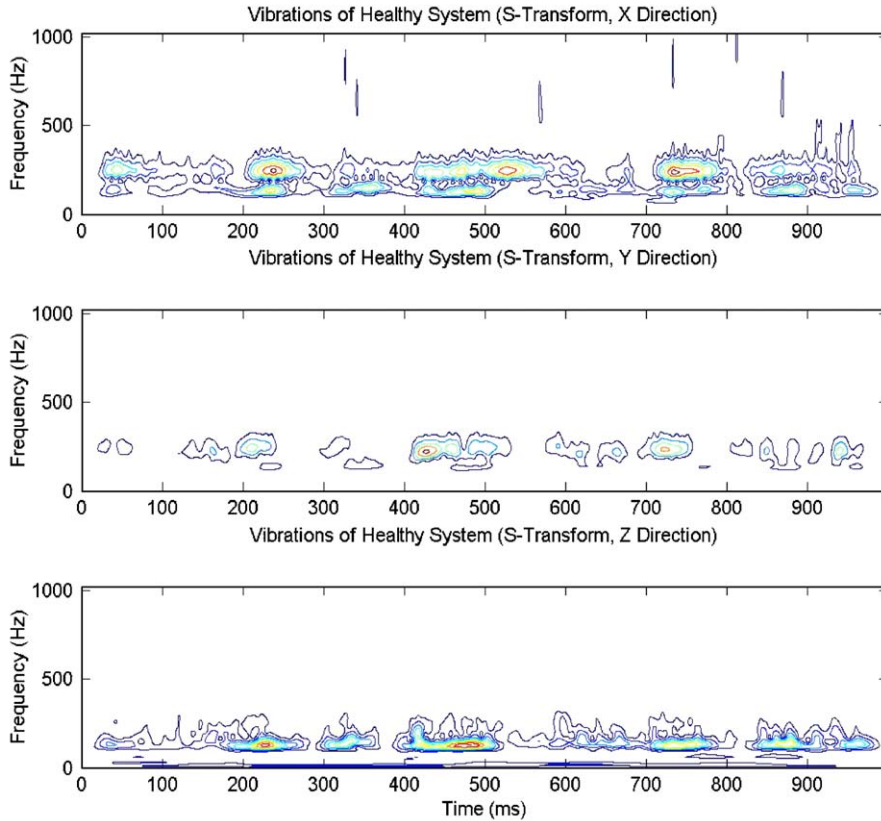 Vibrations of Healthy System (S-Transform, X Direction)
1000
500
0
Frequency (Hz)
0 100 200 300 400 500 600 700 800 900
Vibrations of Healthy System (S-Transform, Y Direction)
1000
500
0
Frequency (Hz)
0 100 200 300 400 500 600 700 800 900
Vibrations of Healthy System (S-Transform, Z Direction)
1000
500
0
Frequency (Hz)
0 100 200 300 400 500 600 700 800 900
Time (ms)